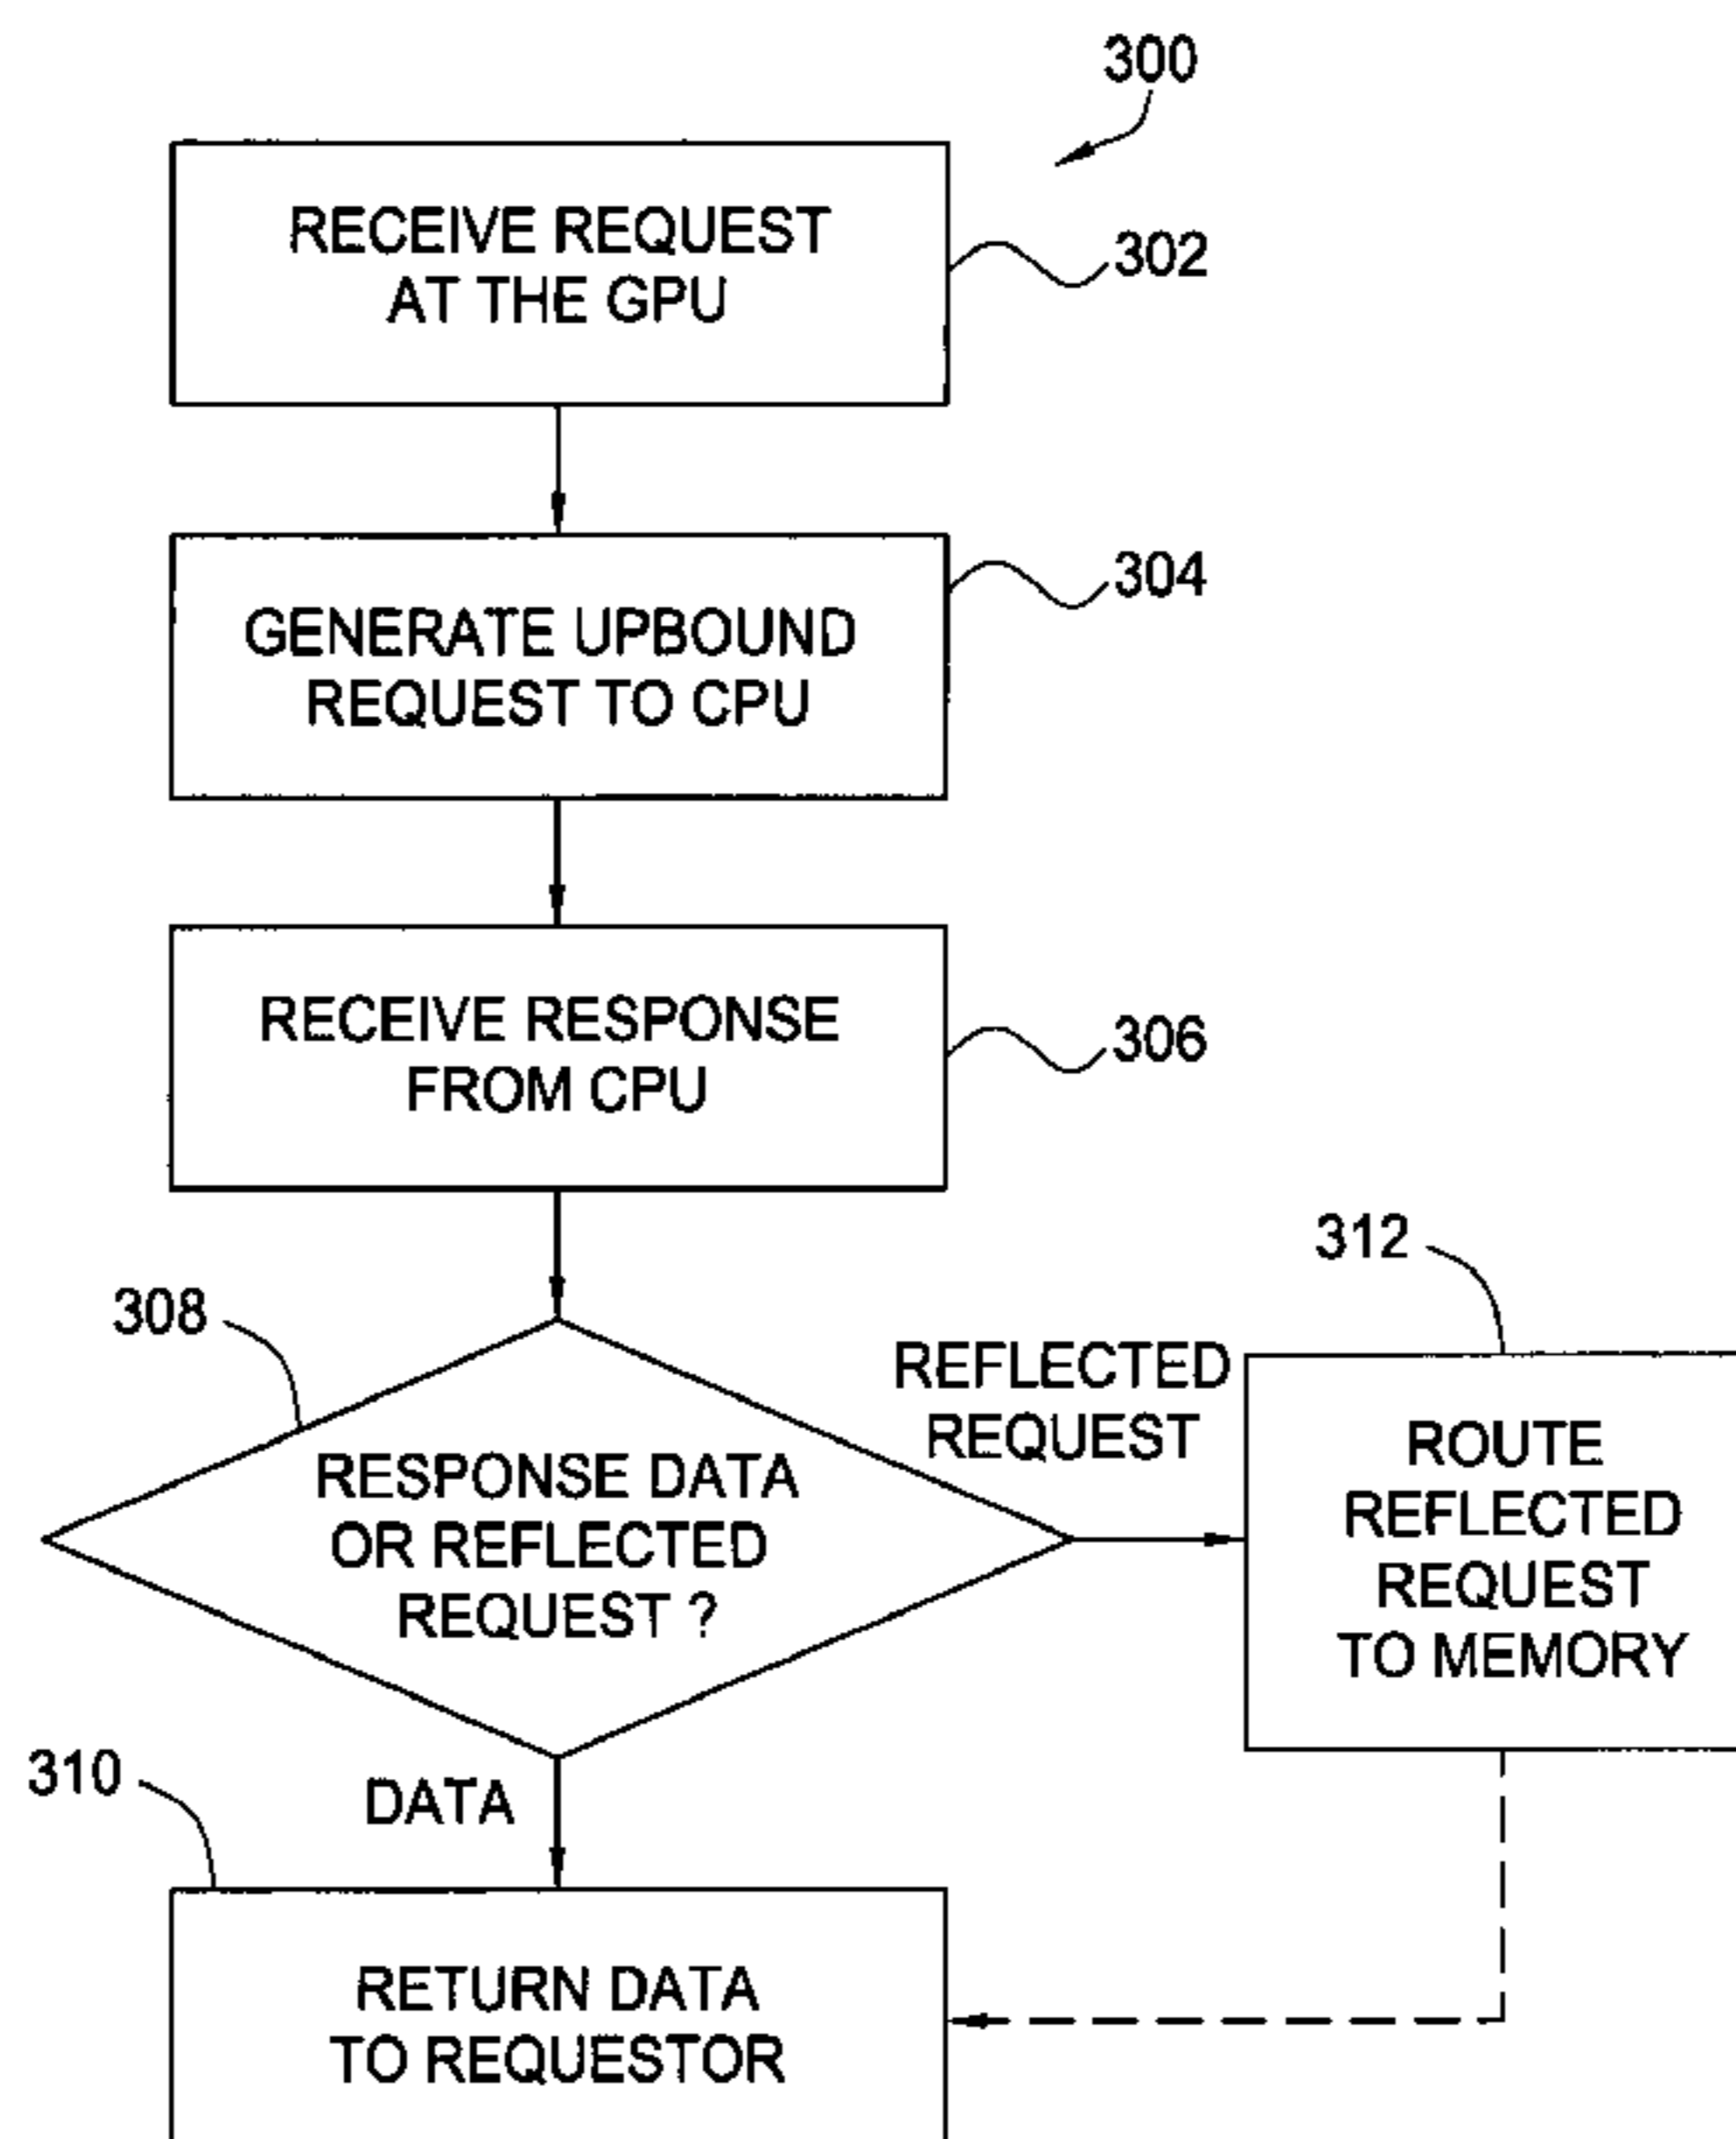 300
RECEIVE REQUEST
AT THE GPU
302
GENERATE UPBOUND
REQUEST TO CPU
304
RECEIVE RESPONSE
FROM CPU
306
308
RESPONSE DATA
OR REFLECTED
REQUEST ?
REFLECTED
REQUEST
312
ROUTE
REFLECTED
REQUEST
TO MEMORY
310
DATA
RETURN DATA
TO REQUESTOR